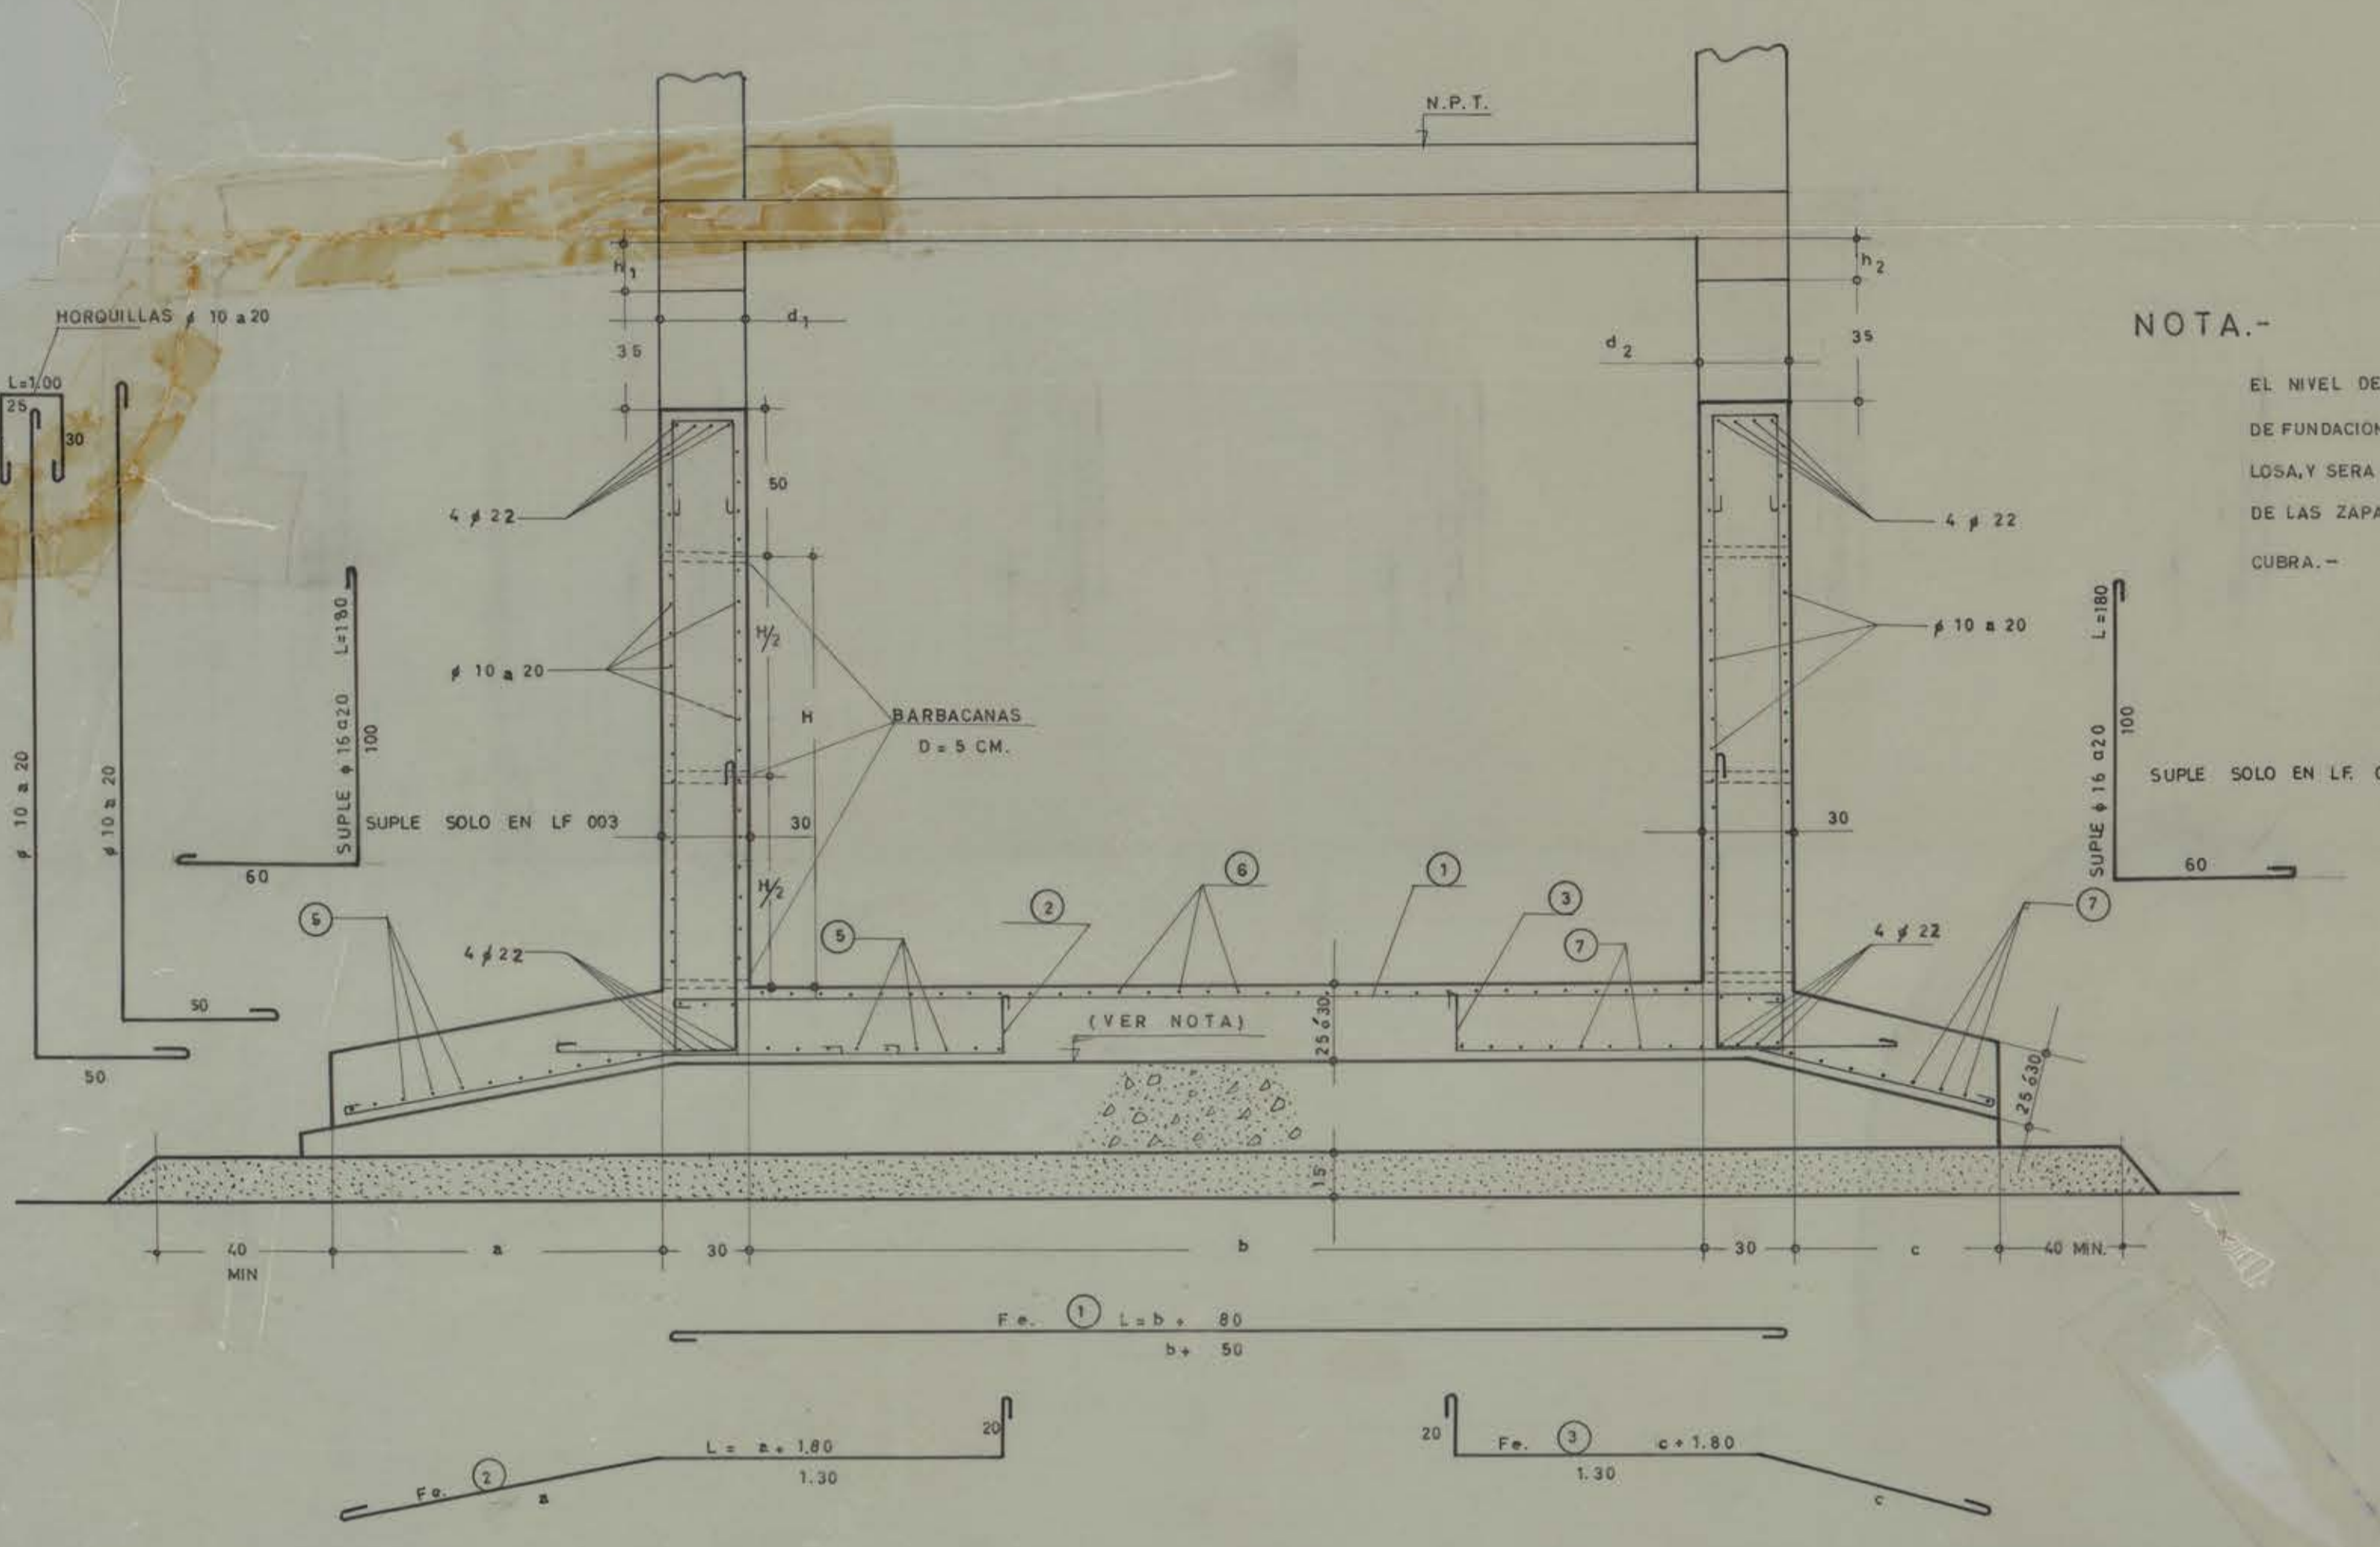 N.P.T.
h1
h2
HORQUILLAS ø 10 a 20
L=1.00
25
30
35
d1
d2
35
NOTA.-
EL NIVEL DE
DE FUNDACION
LOSA, Y SERA
DE LAS ZAPA
CUBRA.-
50
4 ø 22
4 ø 22
H/2
ø 10 a 20
ø 10 a 20
H
BARBACANAS
D = 5 CM.
ø 10 a 20
ø 10 a 20
SUPLE ø 16 a 20 L=180
100
60
SUPLE SOLO EN LF 003
30
30
SUPLE ø 16 a 20 L=180
100
60
SUPLE SOLO EN LF.
H/2
5
2
5
6
1
3
7
7
4 ø 22
4 ø 22
50
50
(VER NOTA)
25 ó 30
25 ó 30
15
40
MIN
a
30
b
30
c
40 MIN.
Fe. 1 L = b + 80
b + 50
Fe. 2
a
L = a + 1.80
1.30
20
20
Fe. 3 c + 1.80
1.30
c